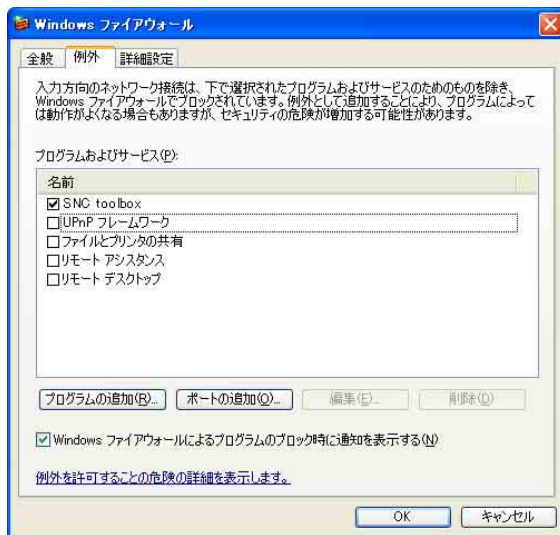 Windows ファイアウォール
全般 例外 詳細設定
入力方向のネットワーク接続は、下で選択されたプログラムおよびサービスのためのものを除き、
Windows ファイアウォールでブロックされています。例外として追加することにより、プログラムによって
は動作がよくなる場合もありますが、セキュリティの危険が増加する可能性があります。
プログラムおよびサービス(P):
名前
SNC toolbox
UPnP フレームワーク
ファイルとプリンタの共有
リモート アシスタンス
リモート デスクトップ
プログラムの追加(R)... ポートの追加(O)... 編集(E)... 削除(D)
Windows ファイアウォールによるプログラムのブロック時に通知を表示する(N)
例外を許可することの危険の詳細を表示します。
OK キャンセル